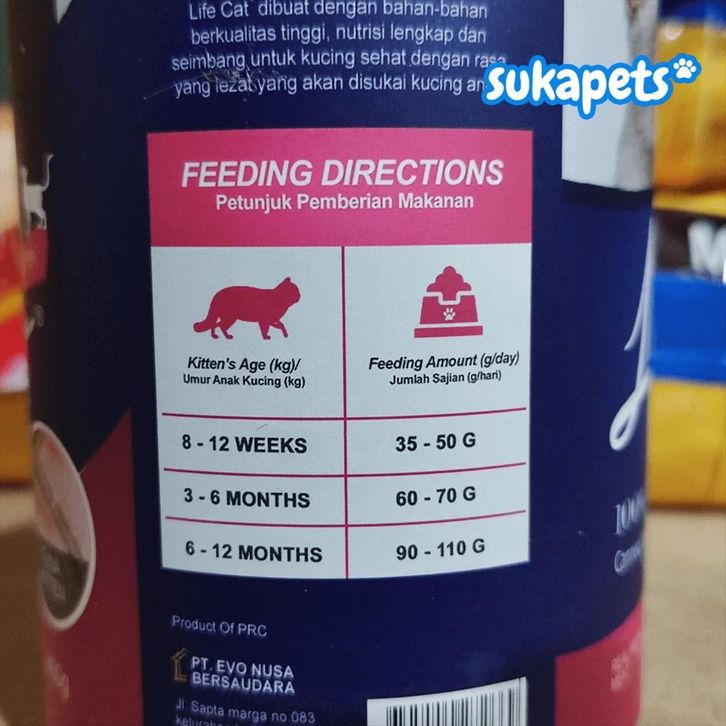 Life Cat dibuat dengan bahan-bahan
berkualitas tinggi, nutrisi lengkap dan
seimbang untuk kucing sehat dengan rasa
yang lezat yang akan disukai kucing
sukapets
FEEDING DIRECTIONS
Petunjuk Pemberian Makanan
Kitten's Age (kg)/
Umur Anak Kucing (kg)
Feeding Amount (g/day)
Jumlah Sajian (g/hari)
8 - 12 WEEKS
35 - 50 G
3 - 6 MONTHS
60 - 70 G
6 - 12 MONTHS
90 - 110 G
Product Of PRC
PT. EVO NUSA
BERSAUDARA
Jl Sapta marga no 083